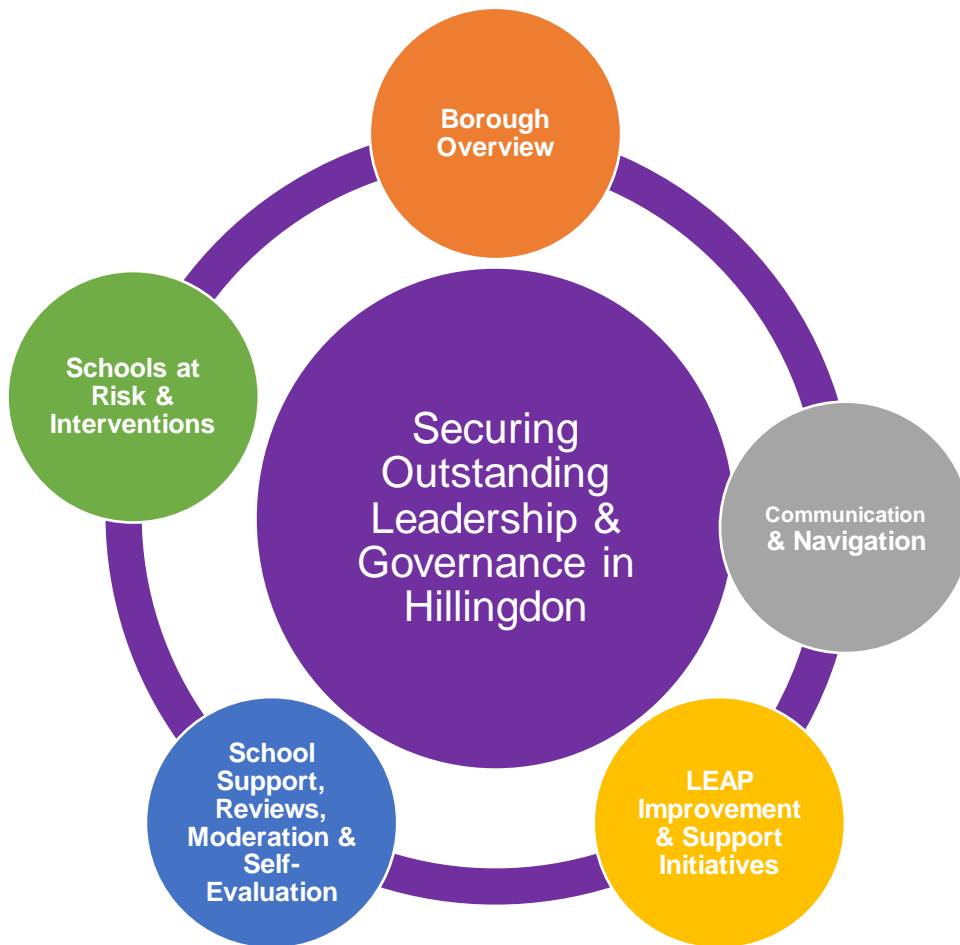 Borough
Overview
Schools at
Risk &
Interventions
Securing
Outstanding
Leadership &
Governance in
Hillingdon
Communication
& Navigation
School
Support,
Reviews,
Moderation &
Self-
Evaluation
LEAP
Improvement
& Support
Initiatives